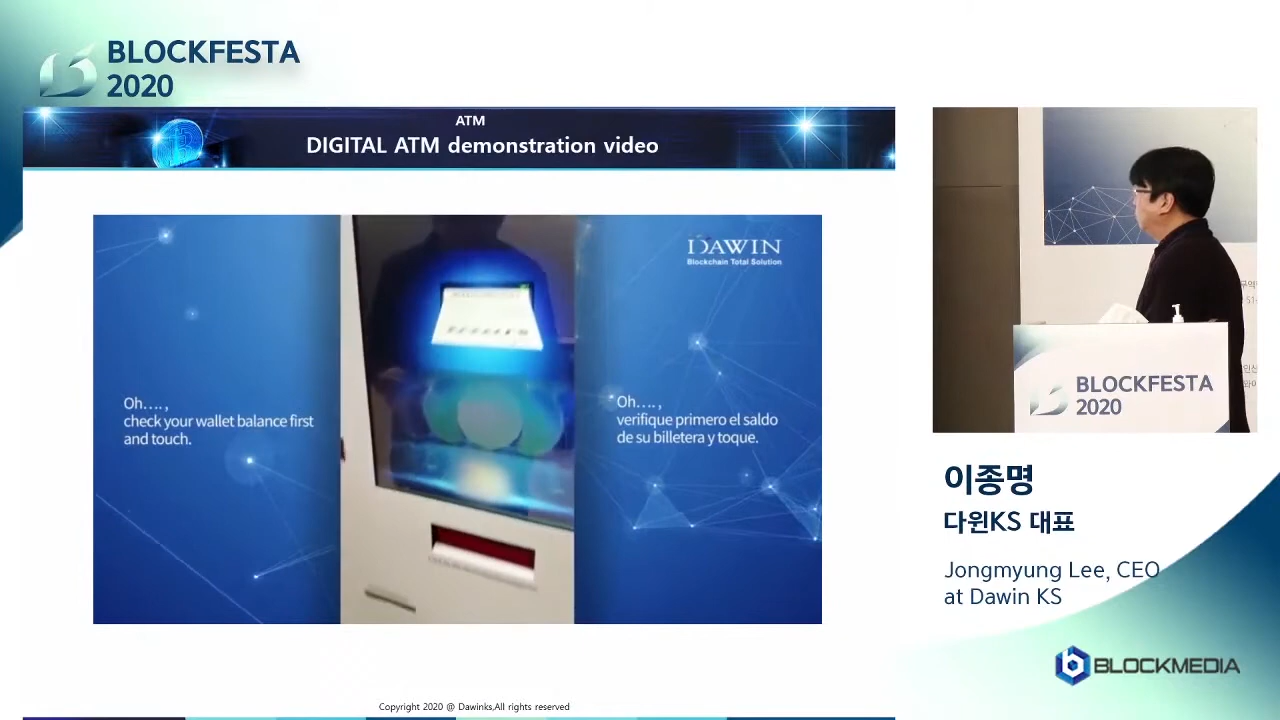 BLOCKFESTA
2020
ATM
DIGITAL ATM demonstration video
DAWIN
Blockchain Total Solution
Oh....,
check your wallet balance first
and touch.
Oh....,
verifique primero el saldo
de su billetera y toque.
BLOCKFESTA
2020
이종명
다윈KS 대표
Jongmyung Lee, CEO
at Dawin KS
BLOCKMEDIA
Copyright 2020 @ Dawinks,All rights reserved